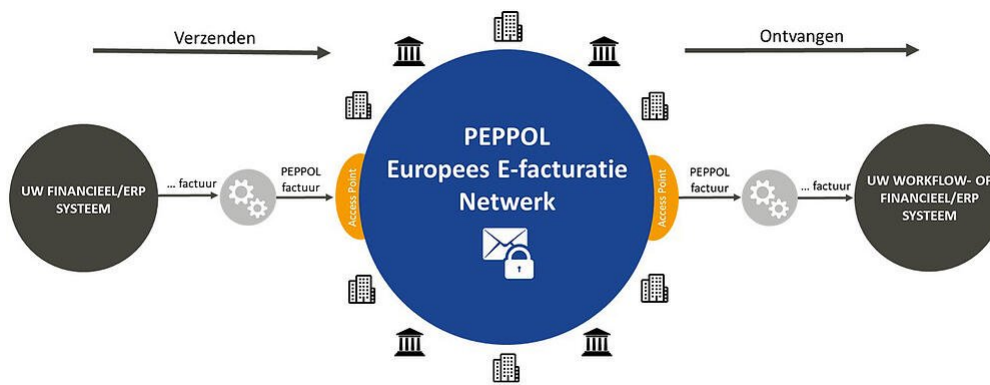 Verzenden
Ontvangen
UW FINANCIEEL/ERP
SYSTEEM
... factuur
PEPPOL
factuur
Access Point
PEPPOL
Europees E-facturatie
Netwerk
Access Point
PEPPOL
factuur
... factuur
UW WORKFLOW- OF
FINANCIEEL/ERP
SYSTEEM